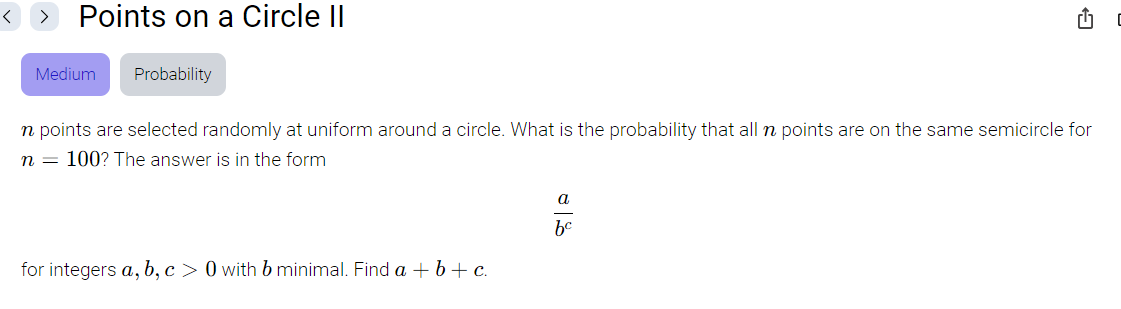 Points on a Circle II
Medium Probability
n points are selected randomly at uniform around a circle. What is the probability that all n points are on the same semicircle for
n = 100? The answer is in the form
a
b^c
for integers a, b, c > 0 with b minimal. Find a + b + c.